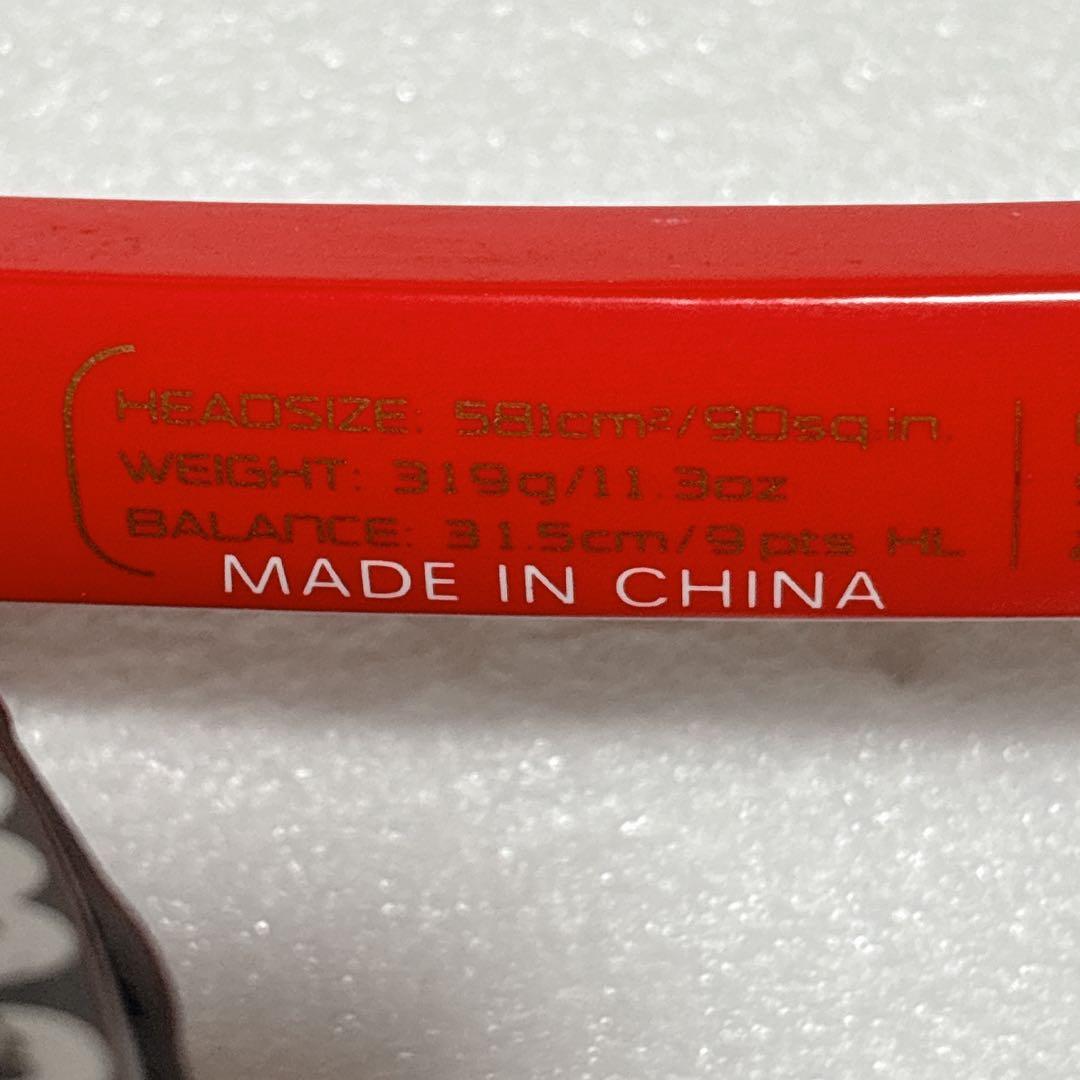 HEADSIZE: 581cm²/90sq.in.
WEIGHT: 319g/11.3oz
BALANCE: 31.5cm/9pts HL
MADE IN CHINA